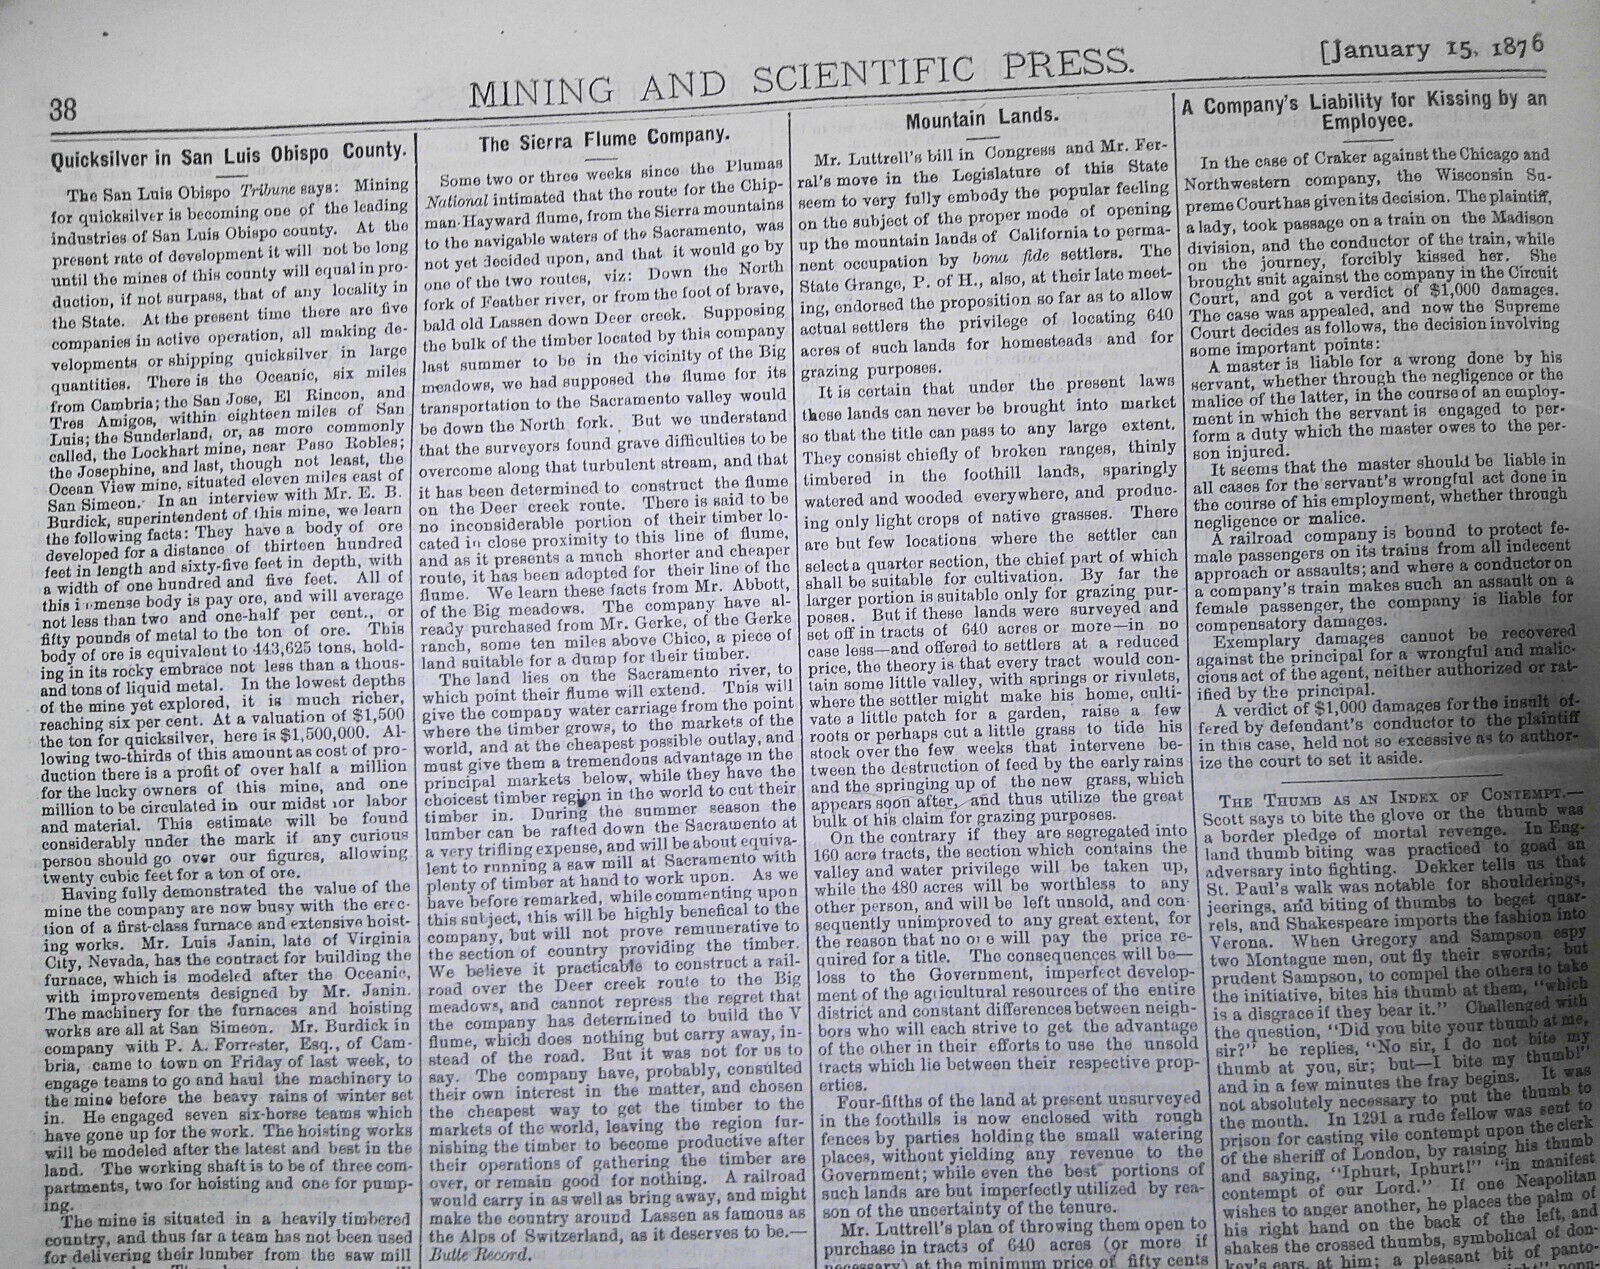 38
MINING AND SCIENTIFIC PRESS.
[January 15, 1876
Quicksilver in San Luis Obispo County.
The San Luis Obispo Tribune says: Mining
for quicksilver is becoming one of the leading
industries of San Luis Obispo county. At the
present rate of development it will not be long
until the mines of this county will equal in pro-
duction, if not surpass, that of any locality in
the State. At the present time there are five
companies in active operation, all making de-
velopments or shipping quicksilver in large
quantities. There is the Oceanic, six miles
from Cambria; the San Jose, El Rincon, and
Tres Amigos, within eighteen miles of San
Luis; the Sunderland, or, as more commonly
called, the Lockhart mine, near Paso Robles;
the Josephine, and last, though not least, the
Ocean View mine, situated eleven miles east of
San Simeon. In an interview with Mr. E. B.
Burdick, superintendent of this mine, we learn
the following facts: They have a body of ore
developed for a distance of thirteen hundred
feet in length and sixty-five feet in depth, with
a width of one hundred and five feet. All of
this immense body is pay ore, and will average
not less than two and one-half per cent., or
fifty pounds of metal to the ton of ore. This
body of ore is equivalent to 443,625 tons, hold-
ing in its rocky embrace not less than a thous-
and tons of liquid metal. In the lowest depths
of the mine yet explored, it is much richer,
reaching six per cent. At a valuation of $1,500
the ton for quicksilver, here is $1,500,000. Al-
lowing two-thirds of this amount as cost of pro-
duction there is a profit of over half a million
for the lucky owners of this mine, and one
million to be circulated in our midst for labor
and material. This estimate will be found
considerably under the mark if any curious
person should go over our figures, allowing
twenty cubic feet for a ton of ore.
Having fully demonstrated the value of the
mine the company are now busy with the erec-
tion of a first-class furnace and extensive hoist-
ing works. Mr. Luis Janin, late of Virginia
City, Nevada, has the contract for building the
furnace, which is modeled after the Oceanic,
with improvements designed by Mr. Janin.
The machinery for the furnaces and hoisting
works are all at San Simeon. Mr. Burdick in
company with P. A. Forrester, Esq., of Cam-
bria, came to town on Friday of last week, to
engage teams to go and haul the machinery to
the mine before the heavy rains of winter set
in. He engaged seven six-horse teams which
have gone up for the work. The hoisting works
will be modeled after the latest and best in the
land. The working shaft is to be of three com-
partments, two for hoisting and one for pump-
ing.
The mine is situated in a heavily timbered
country, and thus far a team has not been used
for delivering their lumber from the saw mill
The Sierra Flume Company.
Some two or three weeks since the Plumas
National intimated that the route for the Chip-
man-Hayward flume, from the Sierra mountains
to the navigable waters of the Sacramento, was
not yet decided upon, and that it would go by
one of the two routes, viz: Down the North
fork of Feather river, or from the foot of brave,
bald old Lassen down Deer creek. Supposing
the bulk of the timber located by this company
last summer to be in the vicinity of the Big
meadows, we had supposed the flume for its
transportation to the Sacramento valley would
be down the North fork. But we understand
that the surveyors found grave difficulties to be
overcome along that turbulent stream, and that
it has been determined to construct the flume
on the Deer creek route. There is said to be
no inconsiderable portion of their timber lo-
cated in close proximity to this line of flume,
and as it presents a much shorter and cheaper
route, it has been adopted for their line of the
flume. We learn these facts from Mr. Abbott,
of the Big meadows. The company have al-
ready purchased from Mr. Gerke, of the Gerke
ranch, some ten miles above Chico, a piece of
land suitable for a dump for their timber.
The land lies on the Sacramento river, to
which point their flume will extend. This will
give the company water carriage from the point
where the timber grows, to the markets of the
world, and at the cheapest possible outlay, and
must give them a tremendous advantage in the
principal markets below, while they have the
choicest timber region in the world to cut their
timber in. During the summer season the
lumber can be rafted down the Sacramento at
a very trifling expense, and will be about equiva-
lent to running a saw mill at Sacramento with
plenty of timber at hand to work upon. As we
have before remarked, while commenting upon
this subject, this will be highly beneficial to the
company, but will not prove remunerative to
the section of country providing the timber.
We believe it practicable to construct a rail-
road over the Deer creek route to the Big
meadows, and cannot repress the regret that
the company has determined to build the V
flume, which does nothing but carry away, in-
stead of the road. But it was not for us to
say. The company have, probably, consulted
their own interest in the matter, and chosen
the cheapest way to get the timber to the
markets of the world, leaving the region fur-
nishing the timber to become productive after
their operations of gathering the timber are
over, or remain good for nothing. A railroad
would carry in as well as bring away, and might
make the country around Lassen as famous as
the Alps of Switzerland, as it deserves to be.—
Butte Record.
Mountain Lands.
Mr. Luttrell's bill in Congress and Mr. Fer-
ral's move in the Legislature of this State
seem to very fully embody the popular feeling
on the subject of the proper mode of opening
up the mountain lands of California to perma-
nent occupation by bona fide settlers. The
State Grange, P. of H., also, at their late meet-
ing, endorsed the proposition so far as to allow
actual settlers the privilege of locating 640
acres of such lands for homesteads and for
grazing purposes.
It is certain that under the present laws
these lands can never be brought into market
so that the title can pass to any large extent.
They consist chiefly of broken ranges, thinly
timbered in the foothill lands, sparingly
watered and wooded everywhere, and produc-
ing only light crops of native grasses. There
are but few locations where the settler can
select a quarter section, the chief part of which
shall be suitable for cultivation. By far the
larger portion is suitable only for grazing pur-
poses. But if these lands were surveyed and
set off in tracts of 640 acres or more—in no
case less—and offered to settlers at a reduced
price, the theory is that every tract would con-
tain some little valley, with springs or rivulets,
where the settler might make his home, culti-
vate a little patch for a garden, raise a few
roots or perhaps cut a little grass to tide his
stock over the few weeks that intervene be-
tween the destruction of feed by the early rains
and the springing up of the new grass, which
appears soon after, and thus utilize the great
bulk of his claim for grazing purposes.
On the contrary if they are segregated into
160 acre tracts, the section which contains the
valley and water privilege will be taken up,
while the 480 acres will be worthless to any
other person, and will be left unsold, and con-
sequently unimproved to any great extent, for
the reason that no one will pay the price re-
quired for a title. The consequences will be—
loss to the Government, imperfect develop-
ment of the agricultural resources of the entire
district and constant differences between neigh-
bors who will each strive to get the advantage
of the other in their efforts to use the unsold
tracts which lie between their respective prop-
erties.
Four-fifths of the land at present unsurveyed
in the foothills is now enclosed with rough
fences by parties holding the small watering
places, without yielding any revenue to the
Government; while even the best portions of
such lands are but imperfectly utilized by rea-
son of the uncertainty of the tenure.
Mr. Luttrell's plan of throwing them open to
purchase in tracts of 640 acres (or more if
necessary) at the minimum price of fifty cents
A Company's Liability for Kissing by an
Employee.
In the case of Craker against the Chicago and
Northwestern company, the Wisconsin Su-
preme Court has given its decision. The plaintiff,
a lady, took passage on a train on the Madison
division, and the conductor of the train, while
on the journey, forcibly kissed her. She
brought suit against the company in the Circuit
Court, and got a verdict of $1,000 damages.
The case was appealed, and now the Supreme
Court decides as follows, the decision involving
some important points:
A master is liable for a wrong done by his
servant, whether through the negligence or the
malice of the latter, in the course of an employ-
ment in which the servant is engaged to per-
form a duty which the master owes to the per-
son injured.
It seems that the master should be liable in
all cases for the servant's wrongful act done in
the course of his employment, whether through
negligence or malice.
A railroad company is bound to protect fe-
male passengers on its trains from all indecent
approach or assaults; and where a conductor on
a company's train makes such an assault on a
female passenger, the company is liable for
compensatory damages.
Exemplary damages cannot be recovered
against the principal for a wrongful and malic-
cious act of the agent, neither authorized or rat-
ified by the principal.
A verdict of $1,000 damages for the insult of-
fered by defendant's conductor to the plaintiff
in this case, held not so excessive as to author-
ize the court to set it aside.
THE THUMB AS AN INDEX OF CONTEMPT.—
Scott says to bite the glove or the thumb was
a border pledge of mortal revenge. In Eng-
land thumb biting was practiced to goad an
adversary into fighting. Dekker tells us that
St. Paul's walk was notable for shoulderings,
jeerings, and biting of thumbs to beget quar-
rels, and Shakespeare imports the fashion into
Verona. When Gregory and Sampson espy
two Montague men, out fly their swords; but
prudent Sampson, to compel the others to take
the initiative, bites his thumb at them, "which
is a disgrace if they bear it." Challenged with
the question, "Did you bite your thumb at me,
sir?" he replies, "No sir, I do not bite my
thumb at you, sir; but—I bite my thumb!"
and in a few minutes the fray begins. It was
not absolutely necessary to put the thumb to
the mouth. In 1291 a rude fellow was sent to
prison for casting vile contempt upon the clerk
of the sheriff of London, by raising his thumb
and saying, "Iphurt, Iphurt!" "in manifest
contempt of our Lord." If one Neapolitan
wishes to anger another, he places the palm of
his right hand on the back of the left, and
shakes the crossed thumbs, symbolical of don-
key's ears, at him; a pleasant bit of panto-